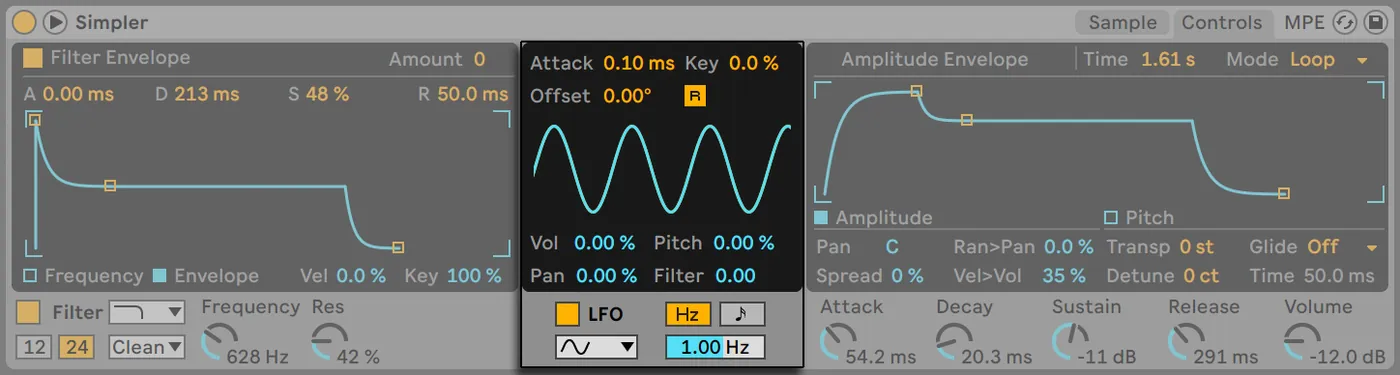 Simpler
Sample Controls MPE
Filter Envelope Amount 0
A 0.00 ms D 213 ms S 48 % R 50.0 ms
Frequency Envelope Vel 0.0 % Key 100 %
Filter
12 24 Clean
Frequency Res
628 Hz 42 %
Attack 0.10 ms Key 0.0 %
Offset 0.00° R
Vol 0.00 % Pitch 0.00 %
Pan 0.00 % Filter 0.00
LFO Hz
1.00 Hz
Amplitude Envelope Time 1.61 s Mode Loop
Amplitude Pitch
Pan C Ran>Pan 0.0 % Transp 0 st Glide Off
Spread 0 % Vel>Vol 35 % Detune 0 ct Time 50.0 ms
Attack Decay Sustain Release Volume
54.2 ms 20.3 ms -11 dB 291 ms -12.0 dB